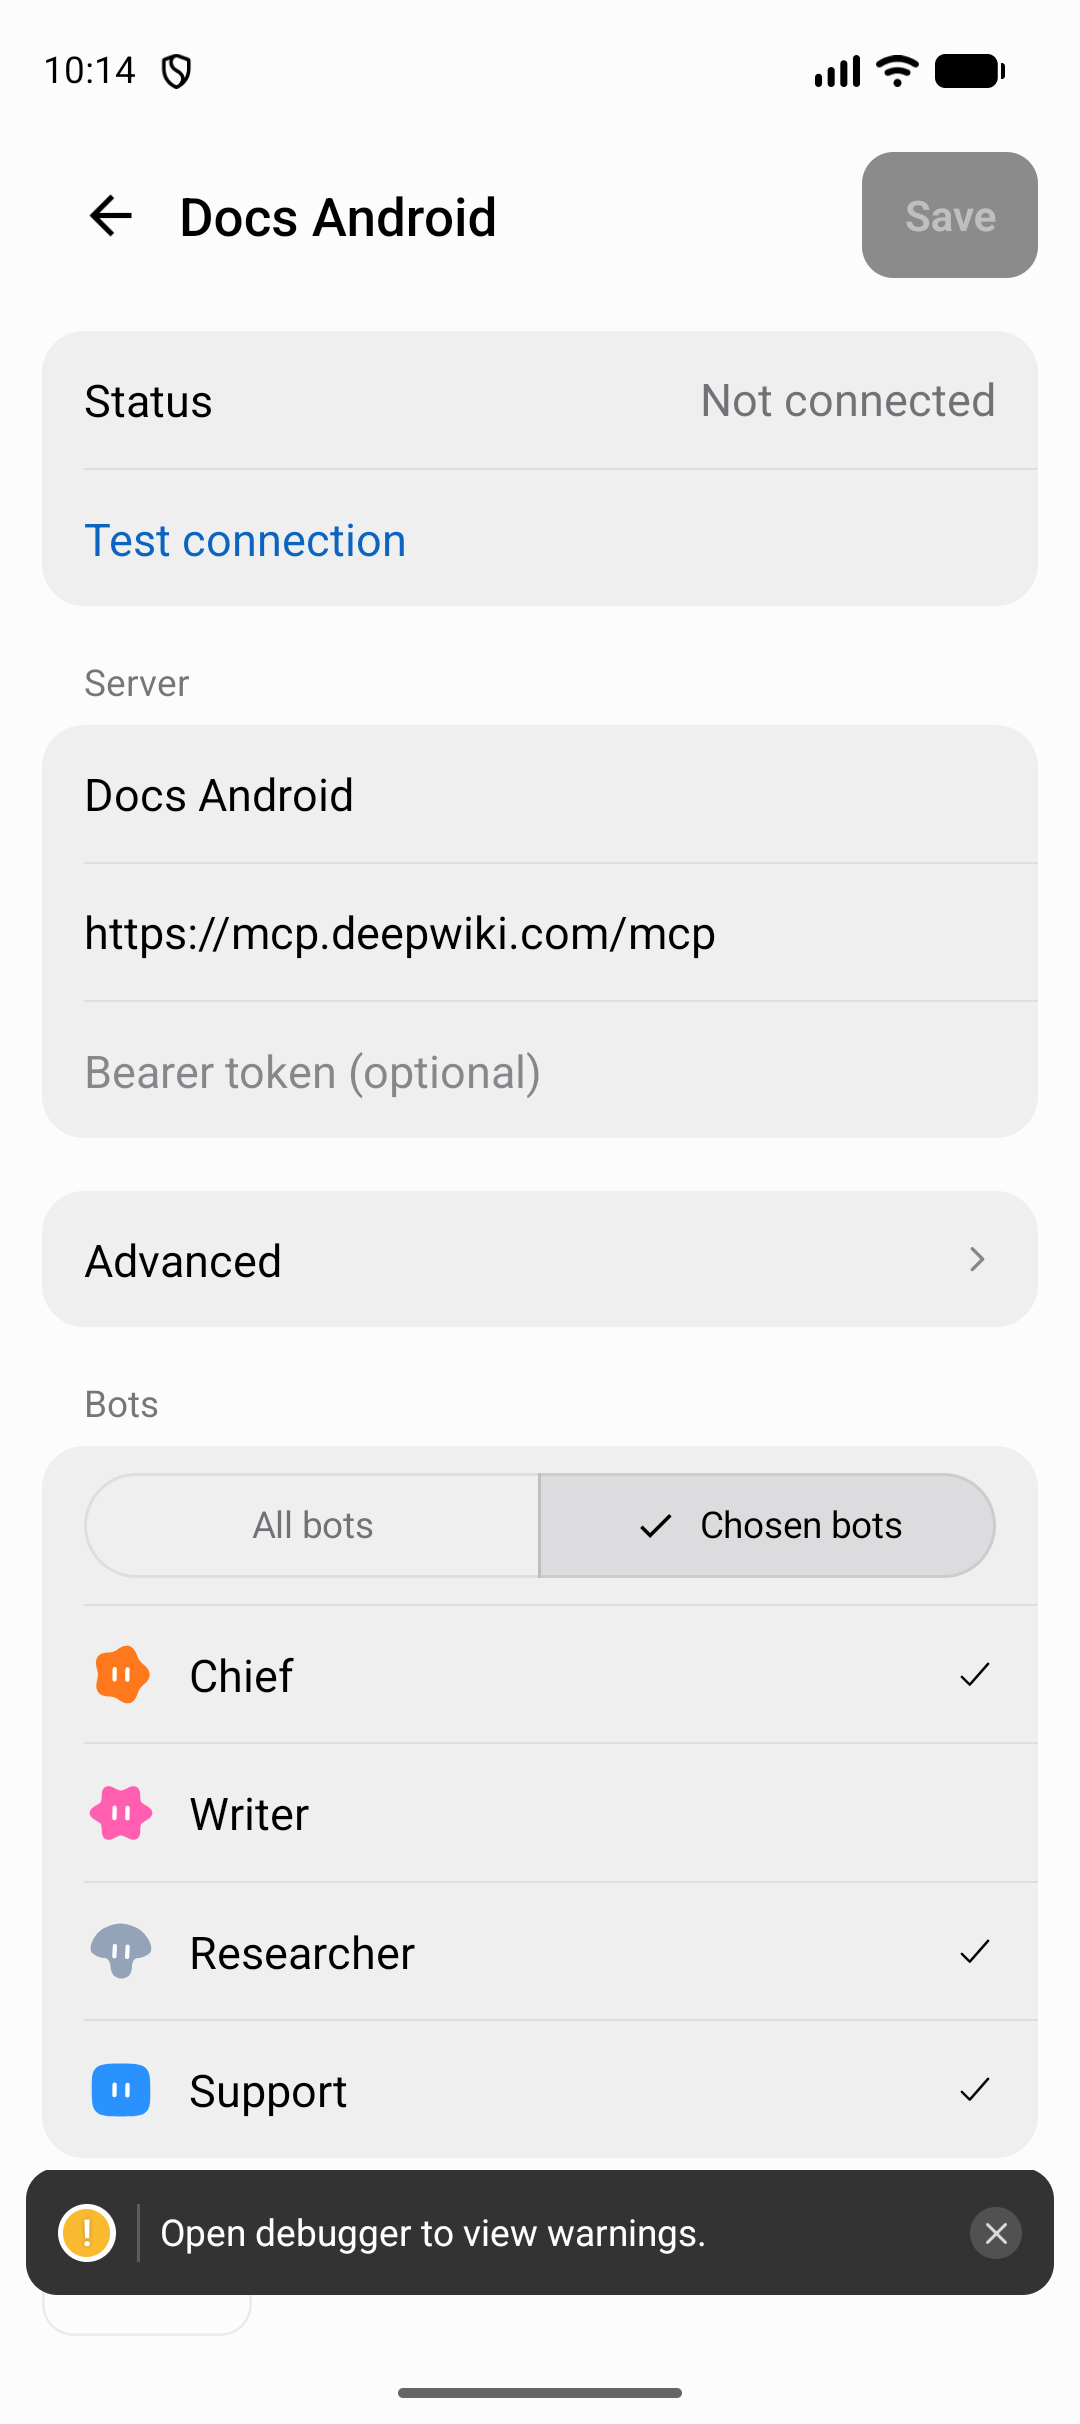 10:14
Docs Android
Save
Status
Not connected
Test connection
Server
Docs Android
https://mcp.deepwiki.com/mcp
Bearer token (optional)
Advanced
Bots
All bots
Chosen bots
Chief
Writer
Researcher
Support
Open debugger to view warnings.